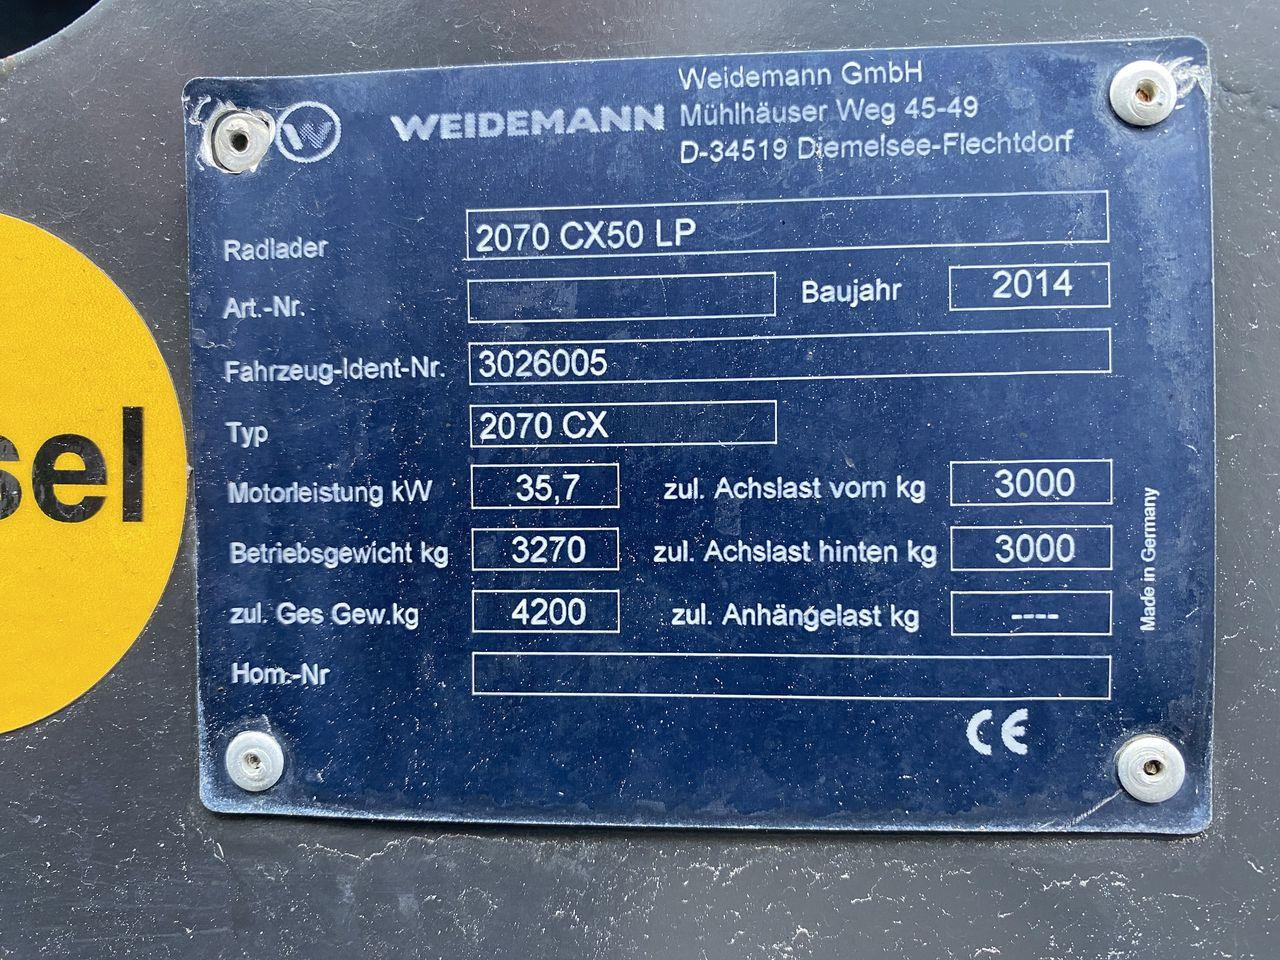 WEIDEMANN
Weidemann GmbH
Mühlhäuser Weg 45-49
D-34519 Diemelsee-Flechtdorf
Radlader 2070 CX50 LP
Art.-Nr. Baujahr 2014
Fahrzeug-Ident-Nr. 3026005
Typ 2070 CX
Motorleistung kW 35,7 zul. Achslast vorn kg 3000
Betriebsgewicht kg 3270 zul. Achslast hinten kg 3000
zul. Ges Gew.kg 4200 zul. Anhängelast kg ----
Hom.-Nr
CE
Made in Germany
sel